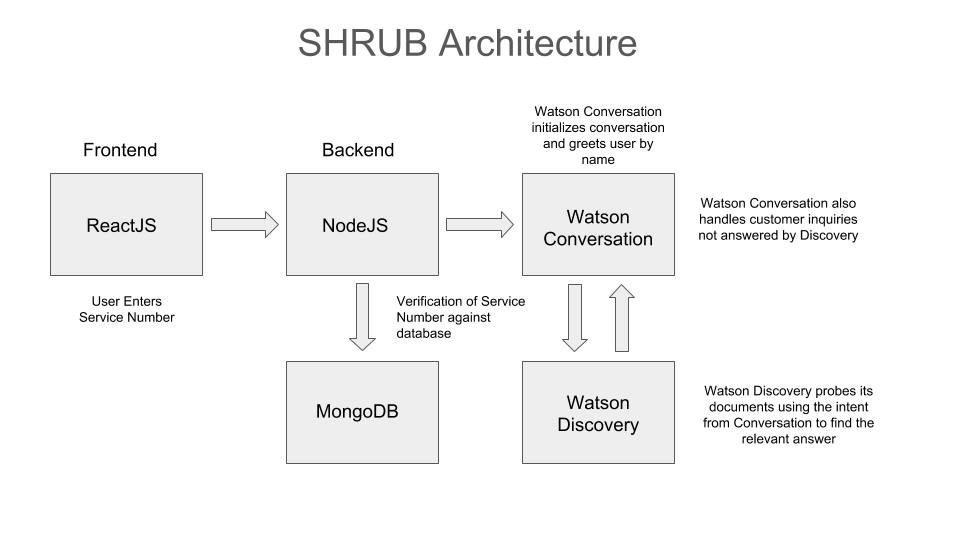 SHRUB Architecture
Watson Conversation
initializes conversation
and greets user by
name
Frontend
Backend
ReactJS
NodeJS
Watson
Conversation
Watson Conversation also
handles customer inquiries
not answered by Discovery
User Enters
Service Number
Verification of Service
Number against
database
MongoDB
Watson
Discovery
Watson Discovery probes its
documents using the intent
from Conversation to find the
relevant answer